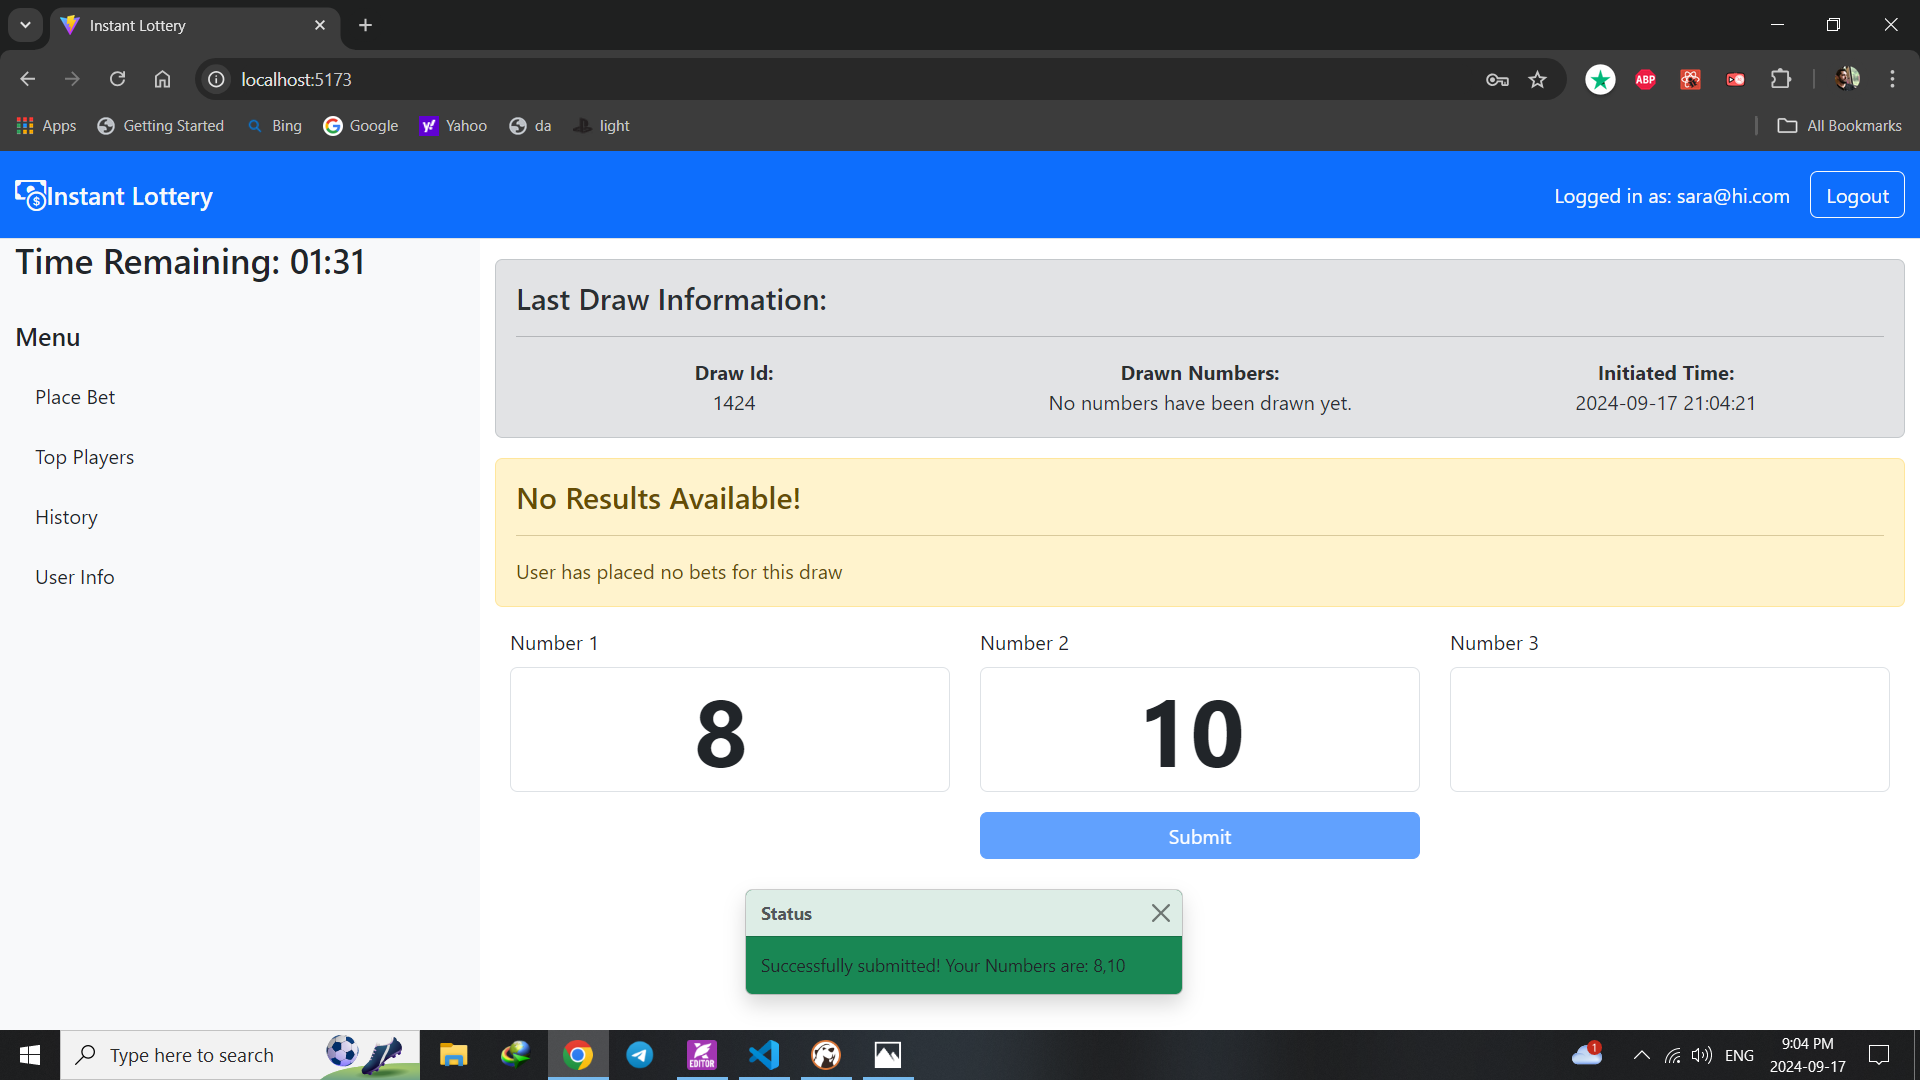 Instant Lottery
localhost:5173
ABP
Apps
Getting Started
Bing
Google
Yahoo
da
light
All Bookmarks
Instant Lottery
Logged in as: sara@hi.com
Logout
Time Remaining: 01:31
Menu
Place Bet
Top Players
History
User Info
Last Draw Information:
Draw Id:
1424
Drawn Numbers:
No numbers have been drawn yet.
Initiated Time:
2024-09-17 21:04:21
No Results Available!
User has placed no bets for this draw
Number 1
Number 2
Number 3
8
10
Submit
Status
Successfully submitted! Your Numbers are: 8,10
Type here to search
EDITOR
1
ENG
9:04 PM
2024-09-17